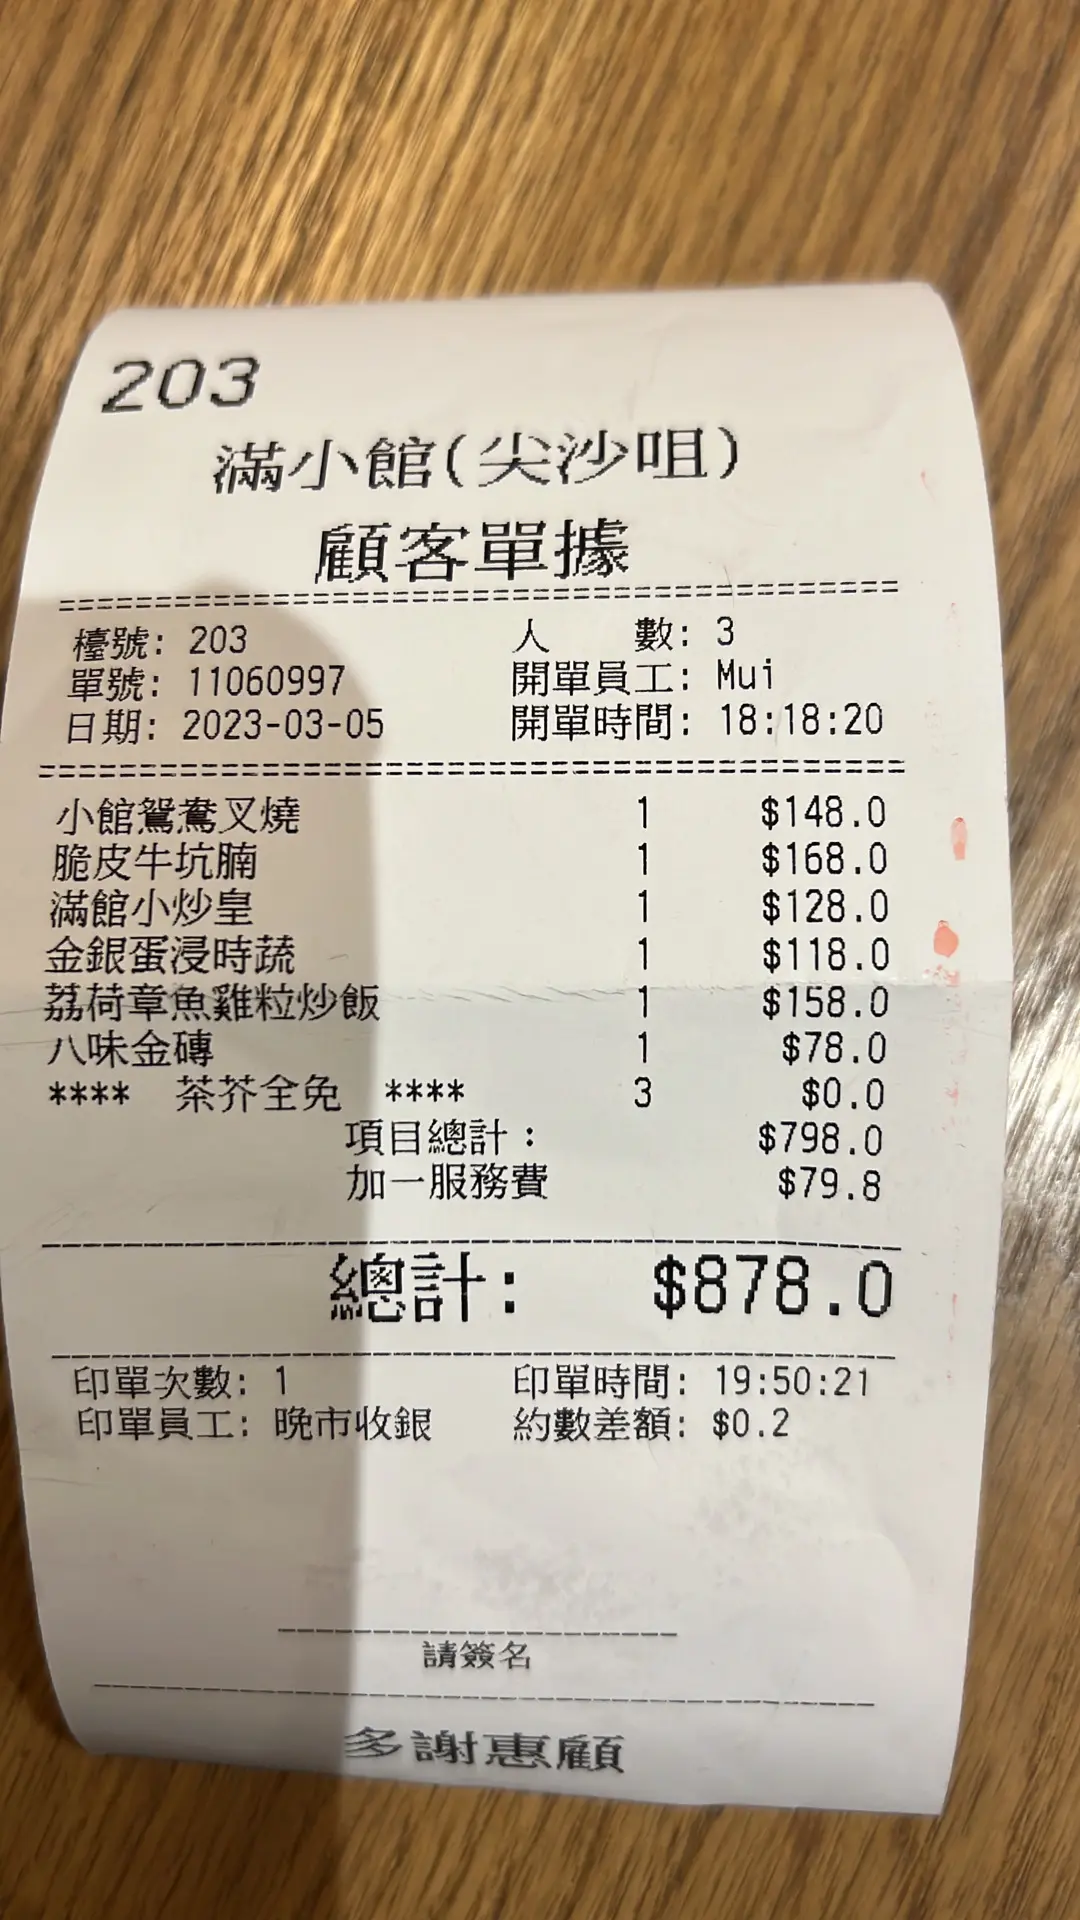 203
滿小館(尖沙咀)
顧客單據
==========================================
檯號: 203 人 數: 3
單號: 11060997 開單員工: Mui
日期: 2023-03-05 開單時間: 18:18:20
==========================================
小館鴛鴦叉燒 1 $148.0
脆皮牛坑腩 1 $168.0
滿館小炒皇 1 $128.0
金銀蛋浸時蔬 1 $118.0
荔荷章魚雞粒炒飯 1 $158.0
八味金磚 1 $78.0
**** 茶芥全免 **** 3 $0.0
項目總計: $798.0
加一服務費 $79.8
總計: $878.0
印單次數: 1 印單時間: 19:50:21
印單員工: 晚市收銀 約數差額: $0.2
請簽名
多謝惠顧